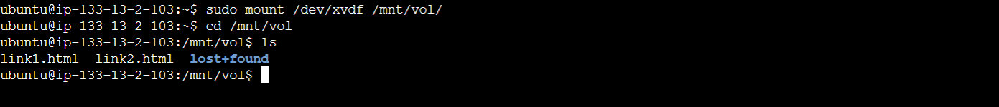 ubuntu@ip-133-13-2-103:~$ sudo mount /dev/xvdf /mnt/vol/
ubuntu@ip-133-13-2-103:~$ cd /mnt/vol
ubuntu@ip-133-13-2-103:/mnt/vol$ ls
link1.html  link2.html  lost+found
ubuntu@ip-133-13-2-103:/mnt/vol$